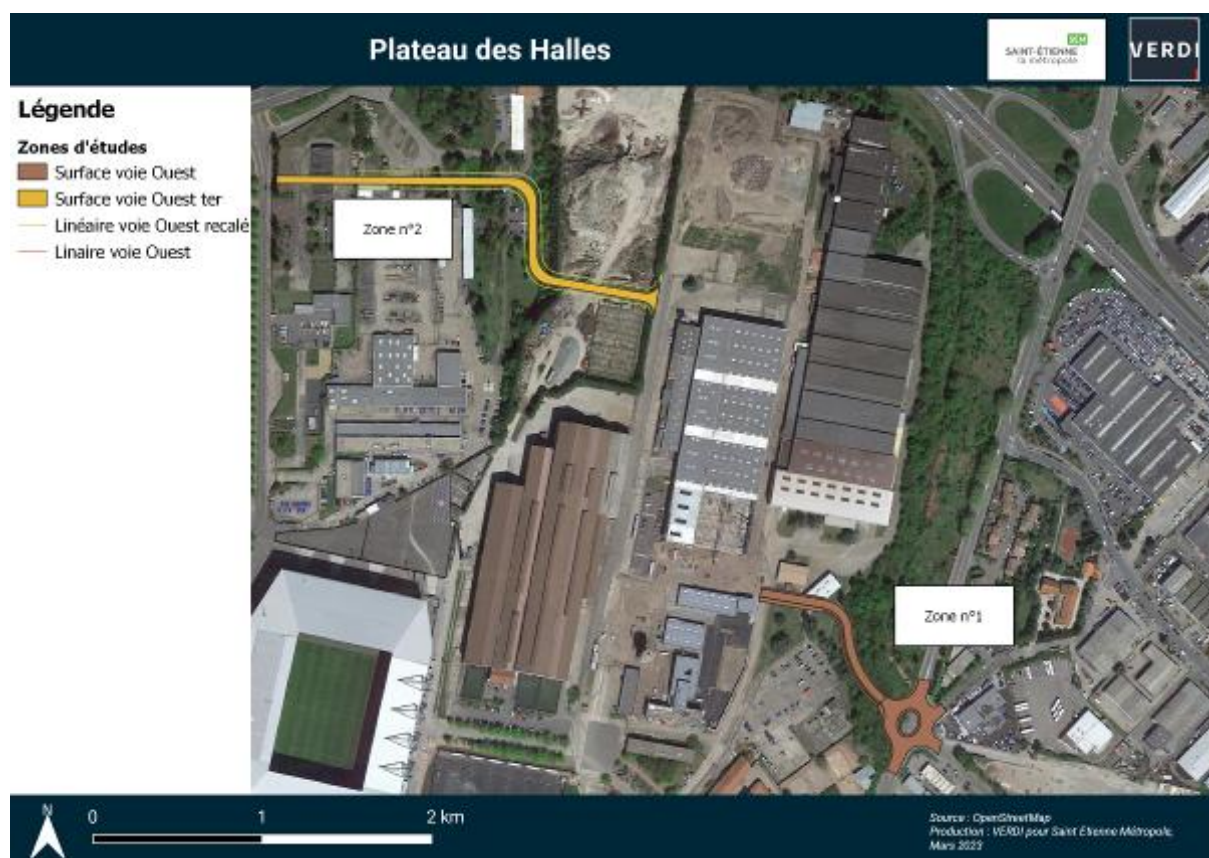 Plateau des Halles
SEM
SAINT-ÉTIENNE
la métropole
VERDI
Légende
Zones d'études
Surface voie Ouest
Surface voie Ouest ter
Linéaire voie Ouest recalé
Linaire voie Ouest
Zone n°2
Zone n°1
N
0 1 2 km
Source : OpenStreetMap
Production : VERDI pour Saint Etienne Métropole,
Mars 2023